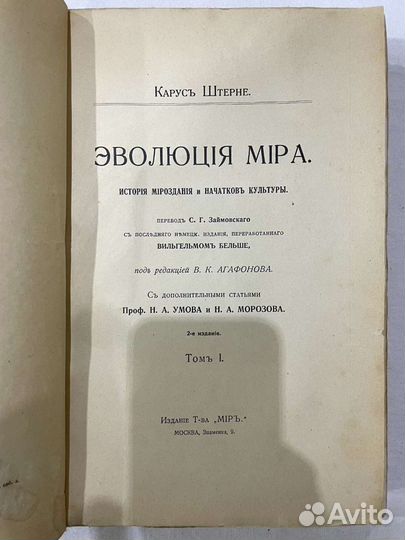 Карусъ Штерне.
ЭВОЛЮЦІЯ МІРА.
ИСТОРІЯ МІРОЗДАНІЯ и НАЧАТКОВЪ КУЛЬТУРЫ.
ПЕРЕВОДЪ С. Г. Займовскаго
СЪ ПОСЛѢДНЯГО НѢМЕЦК. ИЗДАНІЯ, ПЕРЕРАБОТАННАГО
ВИЛЬГЕЛЬМОМЪ БЕЛЬШЕ,
подъ редакціей В. К. АГАФОНОВА.
Съ дополнительными статьями
Проф. Н. А. УМОВА и Н. А. МОРОЗОВА.
2-е изданіе.
Томъ I.
Изданіе Т-ва „МІРЪ."
МОСКВА, Знаменка, 9.
Avito